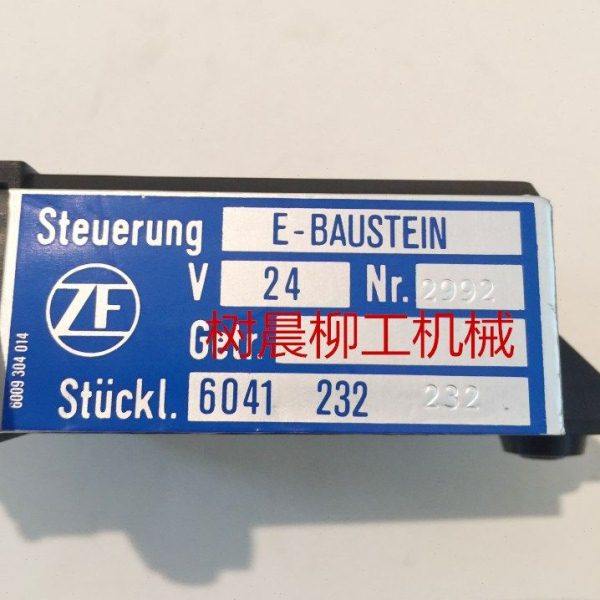 Steuerung E-BAUSTEIN
ZF V 24 Nr. 2992
树晨柳工机械
Stückl. 6041 232 232
6009 304 014